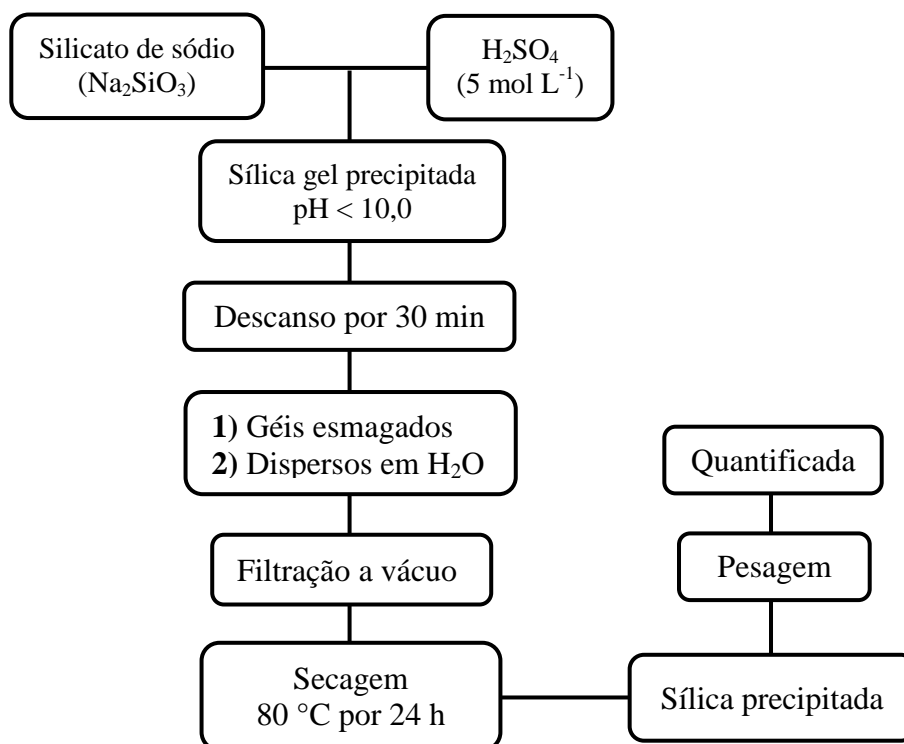 Silicato de sódio
(Na₂SiO₃)
H₂SO₄
(5 mol L⁻¹)
Sílica gel precipitada
pH < 10,0
Descanso por 30 min
1) Géis esmagados
2) Dispersos em H₂O
Filtração a vácuo
Secagem
80 °C por 24 h
Sílica precipitada
Pesagem
Quantificada